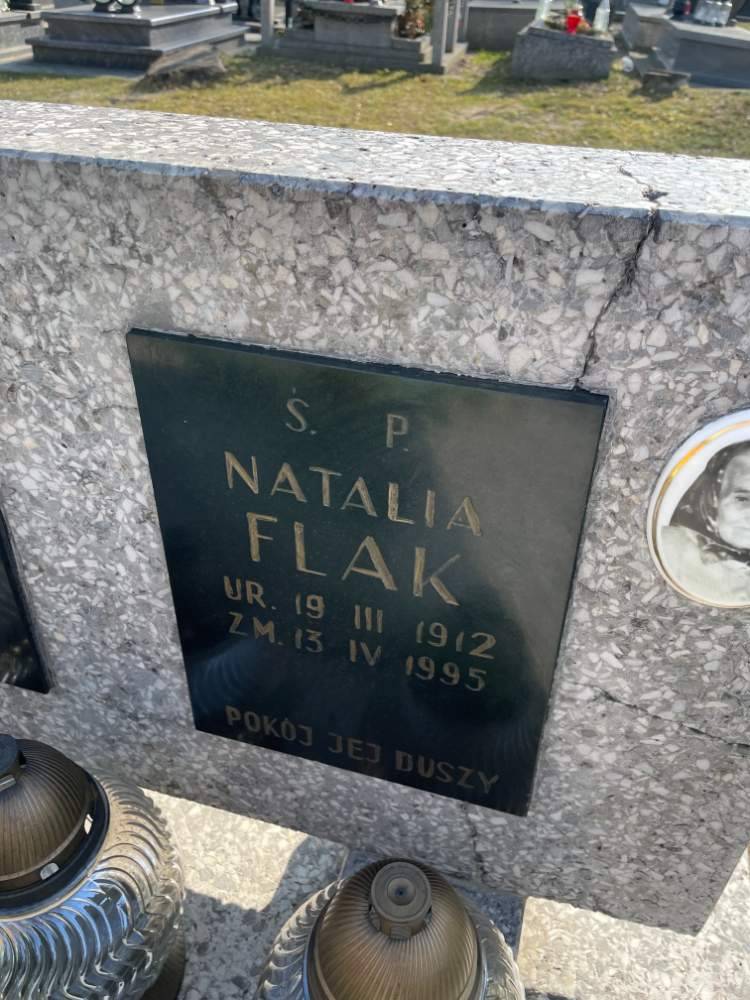 Ś. P.
NATALIA
FLAK
UR. 19 III 1912
ZM. 13 IV 1995
POKÓJ JEJ DUSZY